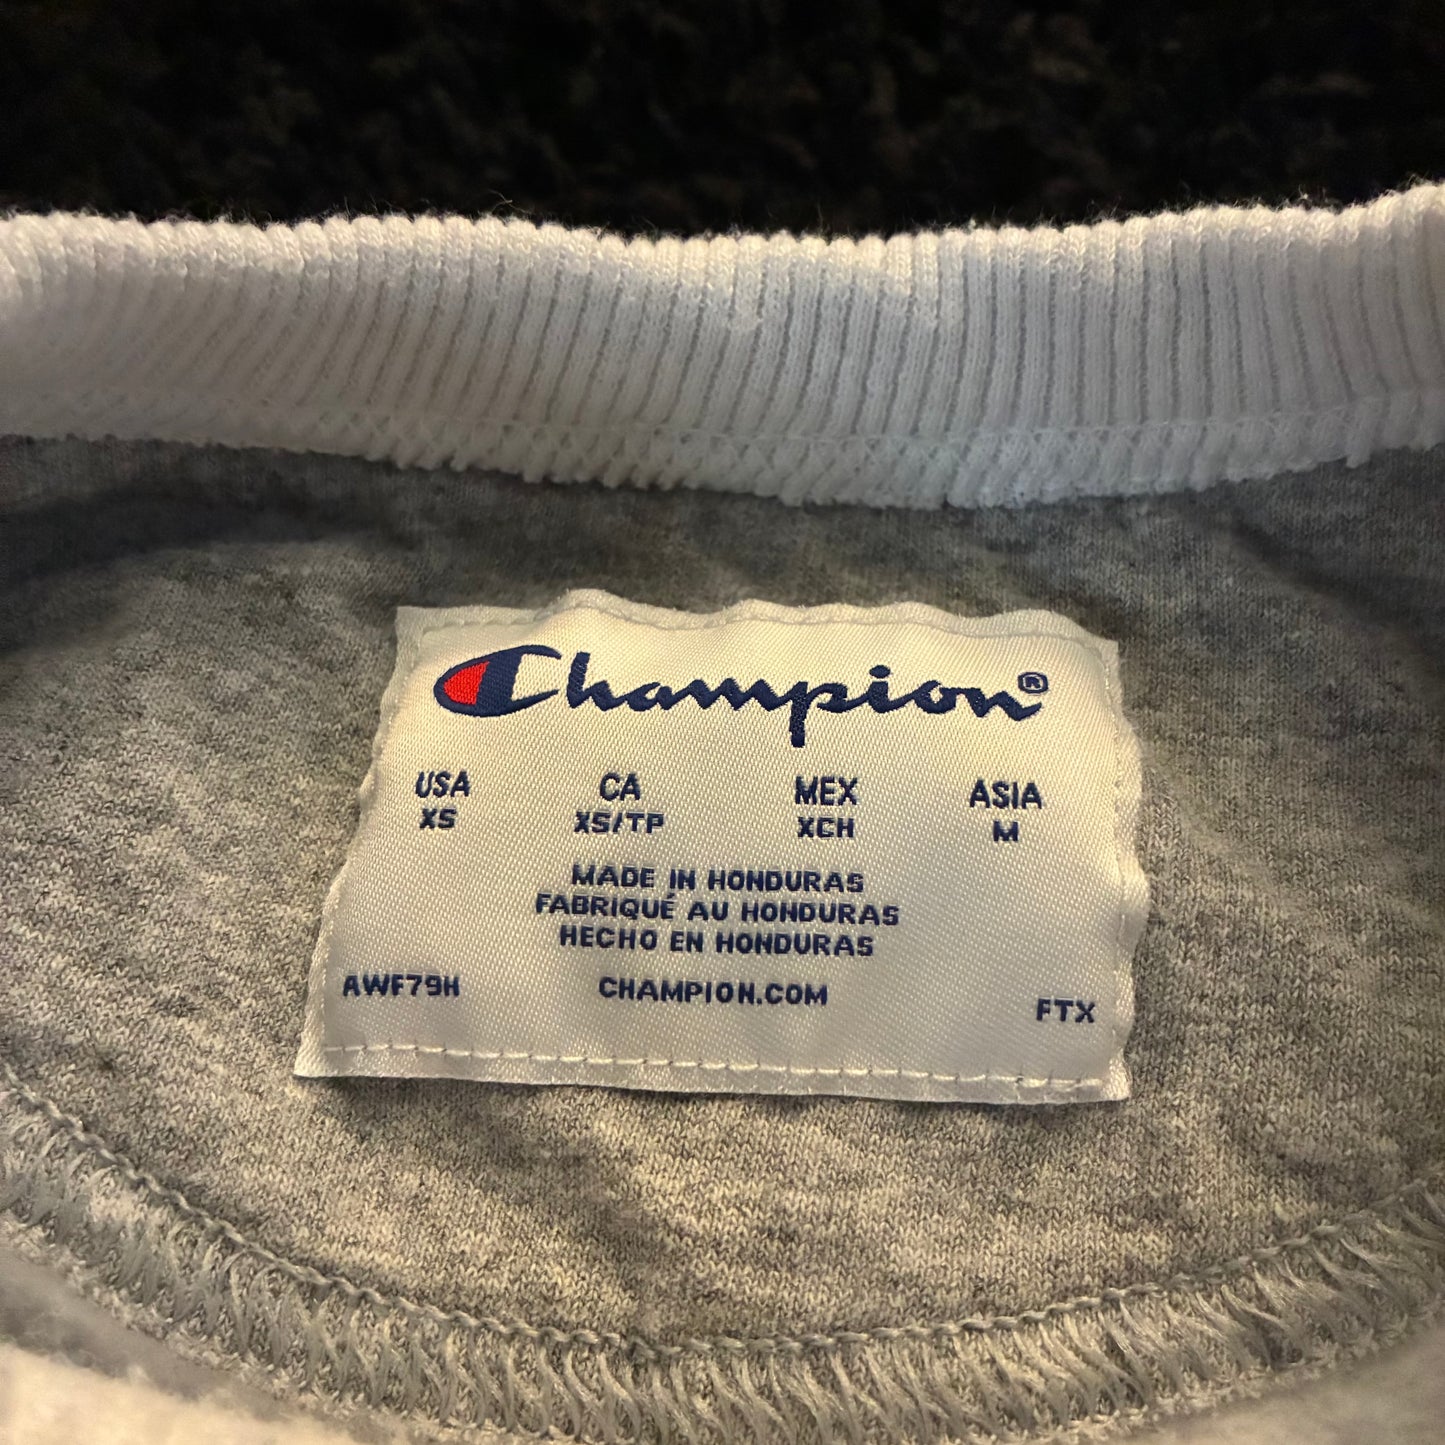 Champion®
USA CA MEX ASIA
XS XS/TP XCH M
MADE IN HONDURAS
FABRIQUÉ AU HONDURAS
HECHO EN HONDURAS
AWF79H CHAMPION.COM FTX